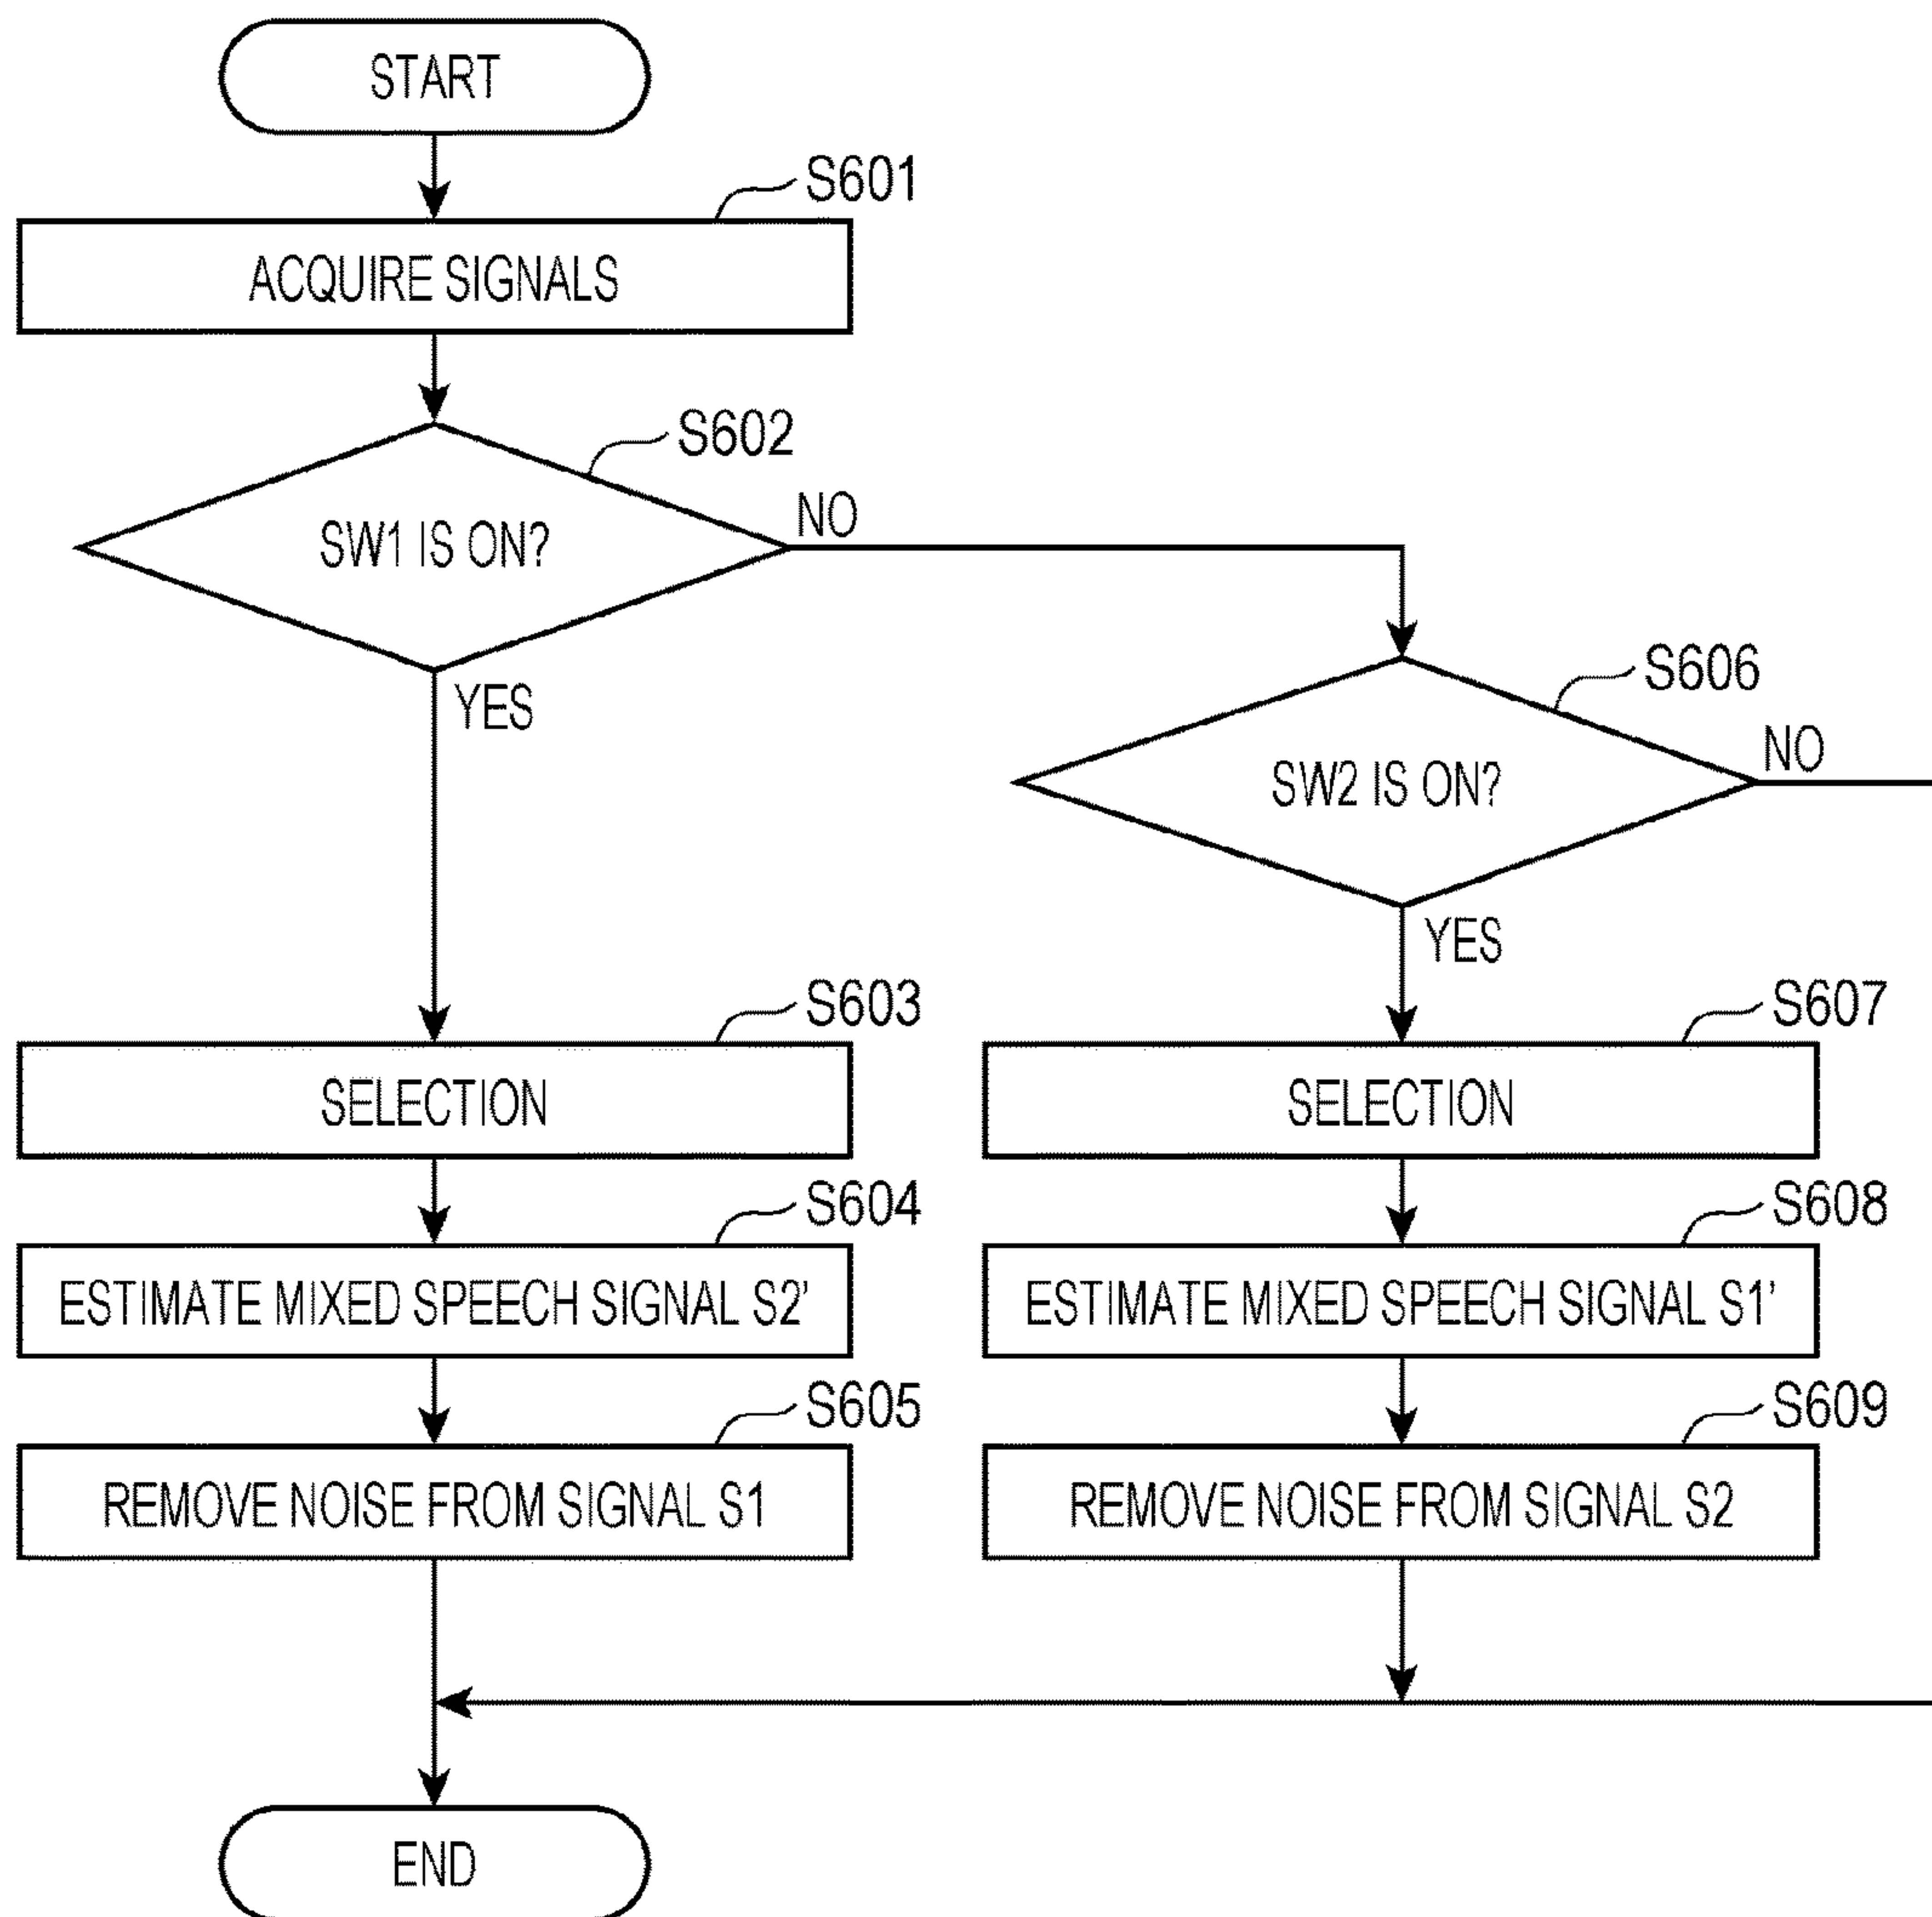 START
S601
ACQUIRE SIGNALS
S602
SW1 IS ON?
NO
YES
S606
SW2 IS ON?
NO
YES
S603
SELECTION
S604
ESTIMATE MIXED SPEECH SIGNAL S2'
S605
REMOVE NOISE FROM SIGNAL S1
S607
SELECTION
S608
ESTIMATE MIXED SPEECH SIGNAL S1'
S609
REMOVE NOISE FROM SIGNAL S2
END